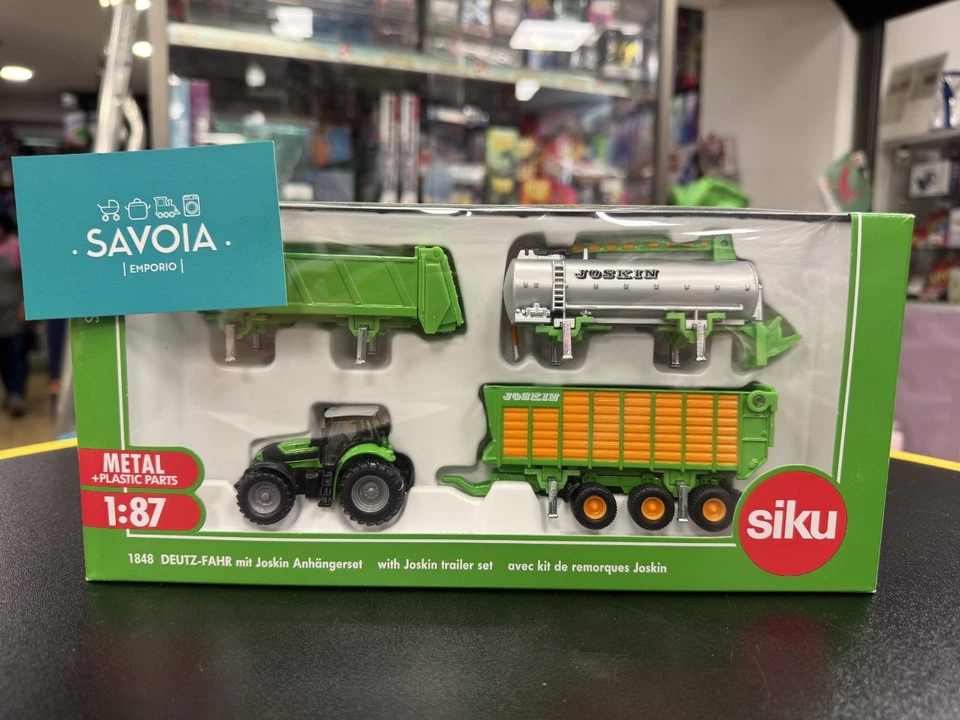 · SAVOIA ·
| EMPORIO |
JOSKIN
JOSKIN
METAL
+PLASTIC PARTS
1:87
siku
1848 DEUTZ-FAHR mit Joskin Anhängerset with Joskin trailer set avec kit de remorques Joskin